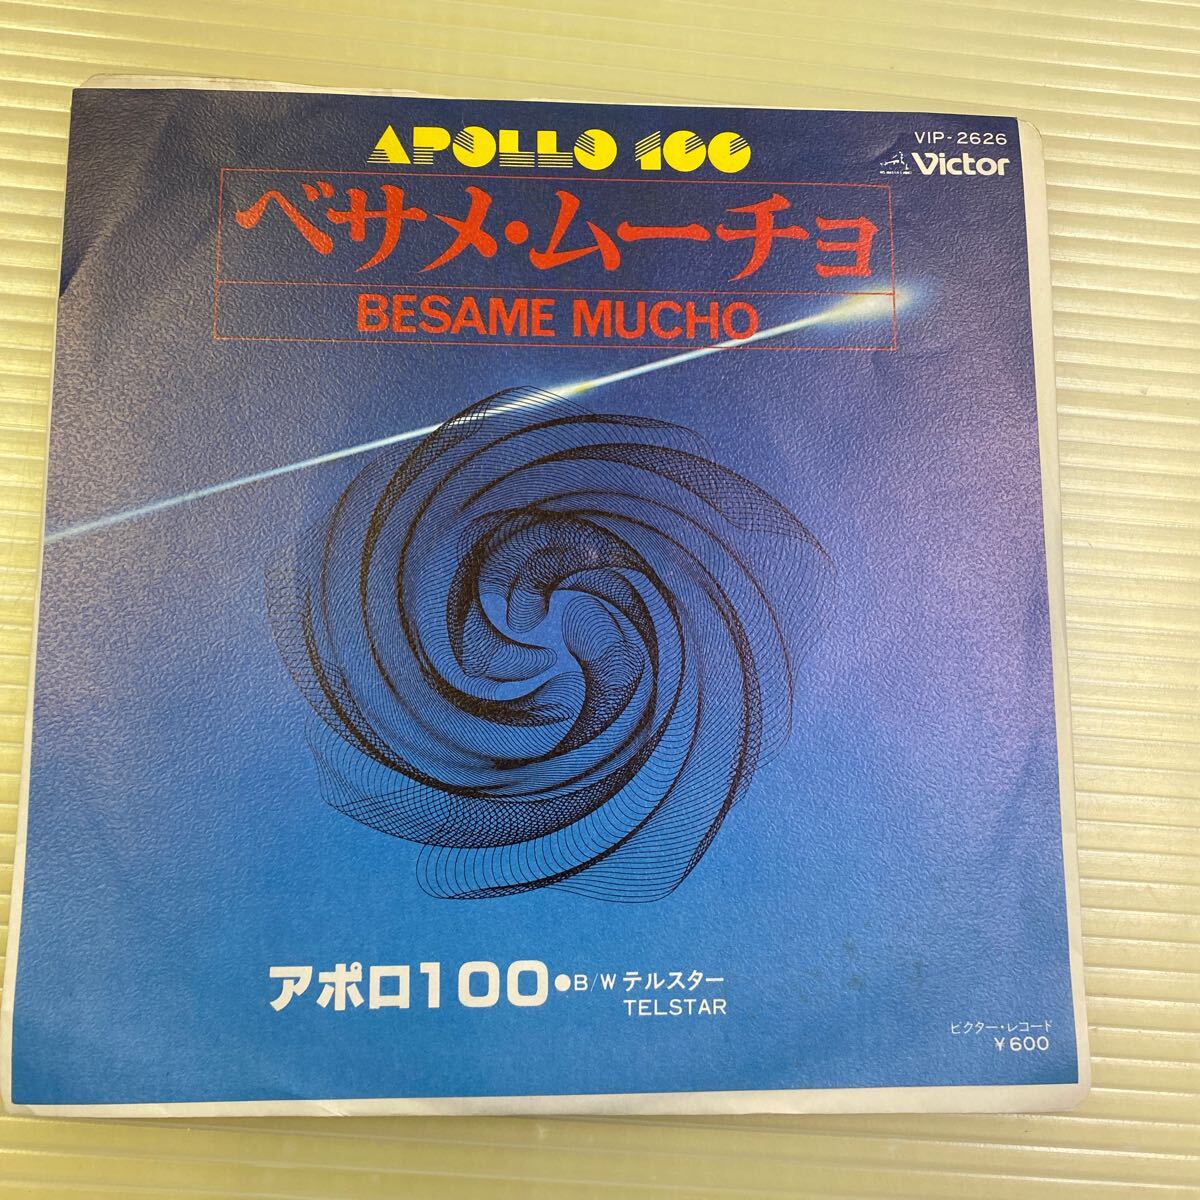 APOLLO 100
VIP-2626
Victor
ベサメ・ムーチョ
BESAME MUCHO
アポロ100●B/W テルスター
TELSTAR
ビクター・レコード
¥600